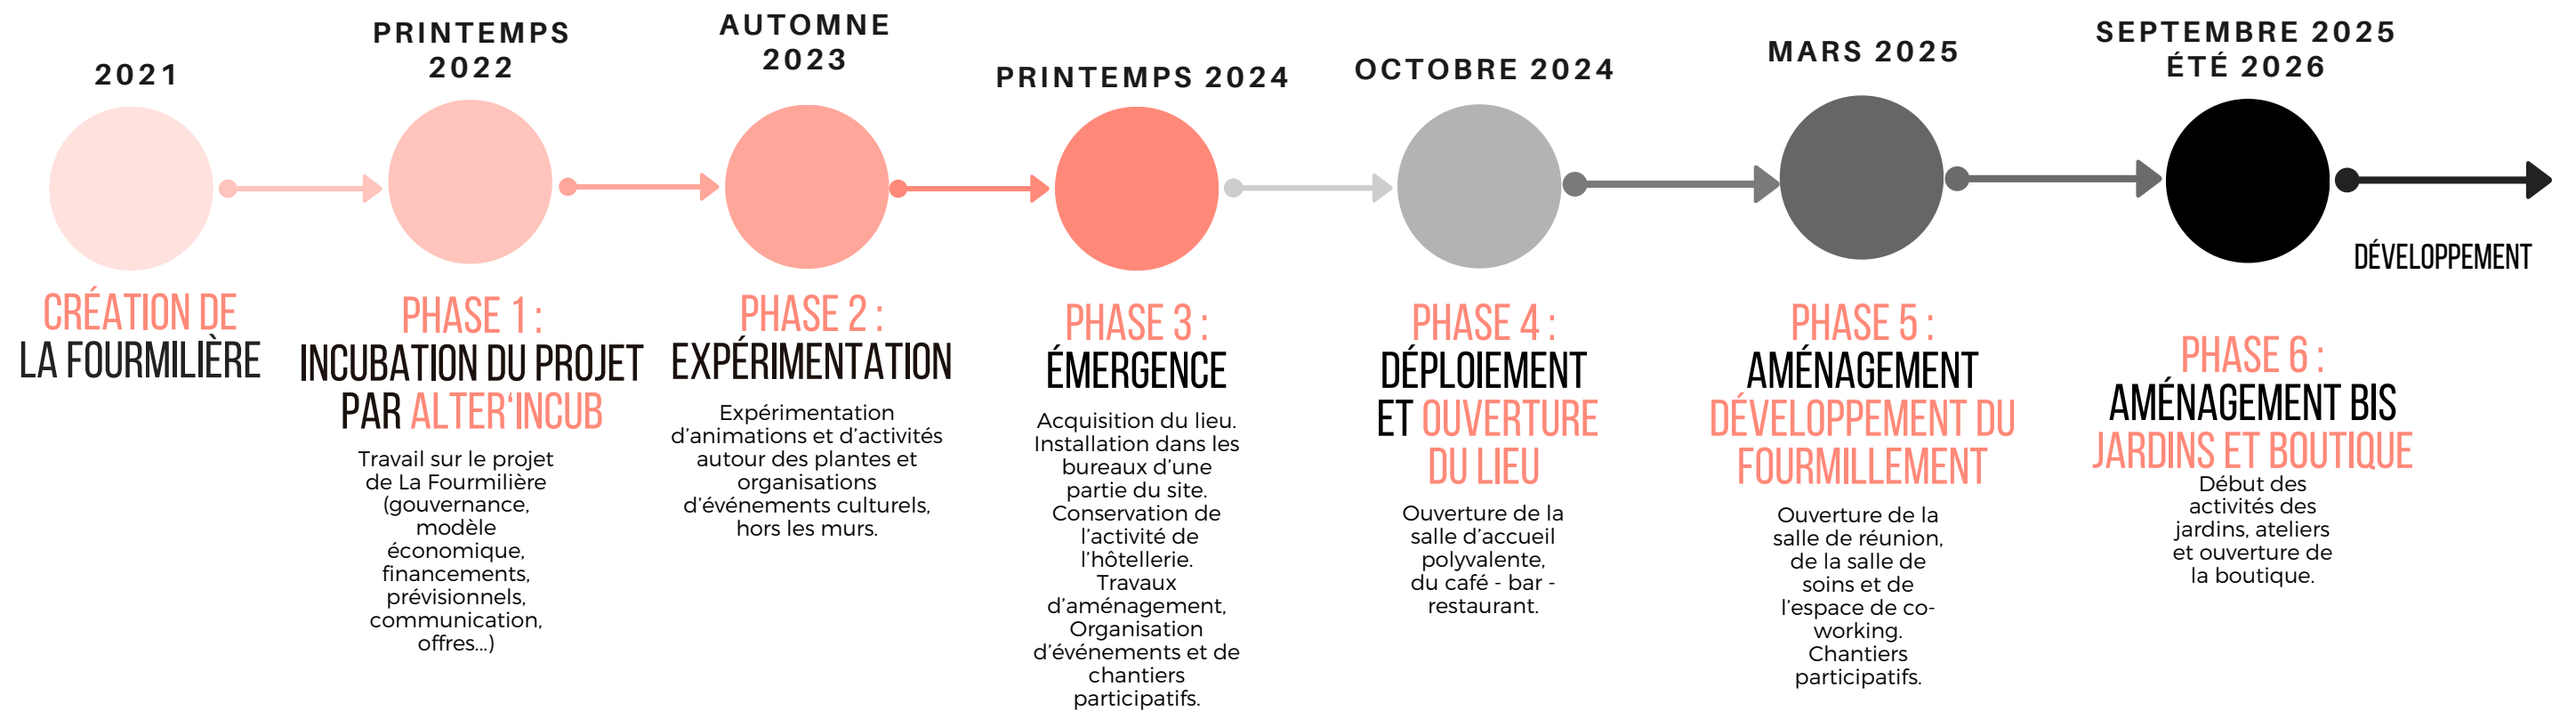 2021
CRÉATION DE
LA FOURMILIÈRE
PRINTEMPS
2022
PHASE 1 :
INCUBATION DU PROJET
PAR ALTER‘INCUB
Travail sur le projet
de La Fourmilière
(gouvernance,
modèle
économique,
financements,
prévisionnels,
communication,
offres...)
AUTOMNE
2023
PHASE 2 :
EXPÉRIMENTATION
Expérimentation
d’animations et d’activités
autour des plantes et
organisations
d’événements culturels,
hors les murs.
PRINTEMPS 2024
PHASE 3 :
ÉMERGENCE
Acquisition du lieu.
Installation dans les
bureaux d’une
partie du site.
Conservation de
l’activité de
l’hôtellerie.
Travaux
d’aménagement,
Organisation
d’événements et de
chantiers
participatifs.
OCTOBRE 2024
PHASE 4 :
DÉPLOIEMENT
ET OUVERTURE
DU LIEU
Ouverture de la
salle d’accueil
polyvalente,
du café - bar -
restaurant.
MARS 2025
PHASE 5 :
AMÉNAGEMENT
DÉVELOPPEMENT DU
FOURMILLEMENT
Ouverture de la
salle de réunion,
de la salle de
soins et de
l’espace de co-
working.
Chantiers
participatifs.
SEPTEMBRE 2025
ÉTÉ 2026
PHASE 6 :
AMÉNAGEMENT BIS
JARDINS ET BOUTIQUE
Début des
activités des
jardins, ateliers
et ouverture de
la boutique.
DÉVELOPPEMENT